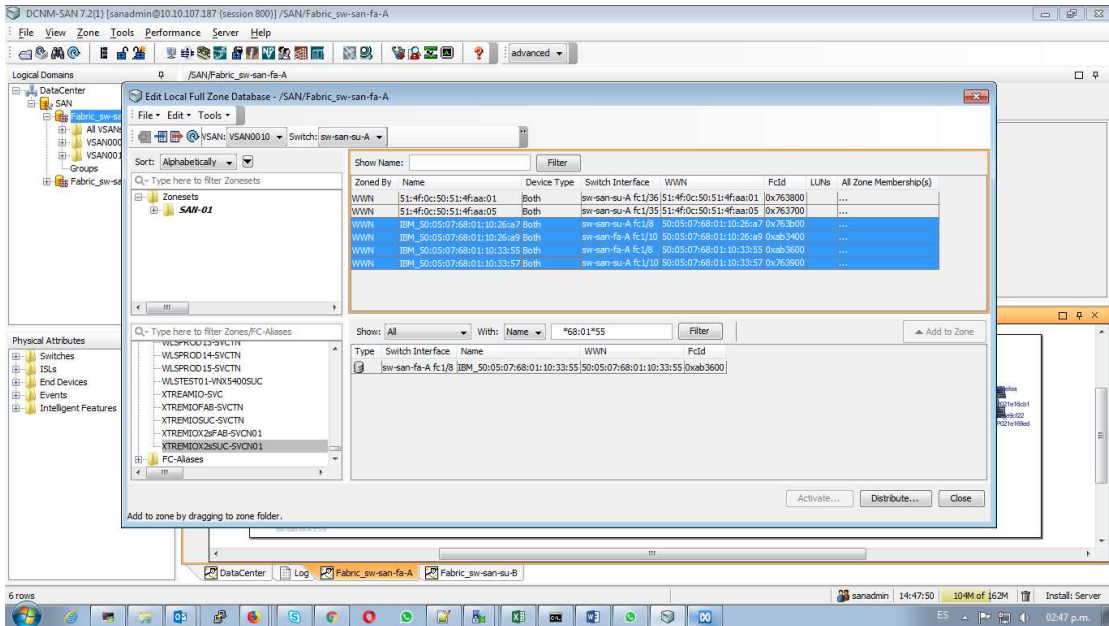 DCNM-SAN 7.2(1) [sanadmin@10.10.107.187 (session 800)] /SAN/Fabric_sw-san-fa-A
File View Zone Tools Performance Server Help
advanced
Logical Domains
/SAN/Fabric_sw-san-fa-A
DataCenter
SAN
Fabric_sw-sa
All VSANs
VSAN000
VSAN001
Groups
Fabric_sw-sa
Edit Local Full Zone Database - /SAN/Fabric_sw-san-fa-A
File Edit Tools
VSAN: VSAN0010 Switch: sw-san-su-A
Sort: Alphabetically
Type here to filter Zonesets
Zonesets
SAN-01
Show Name: Filter
Zoned By Name Device Type Switch Interface WWN FcId LUNs All Zone Membership(s)
WWN 51:4f:0c:50:51:4f:aa:01 Both sw-san-su-A fc1/36 51:4f:0c:50:51:4f:aa:01 0x763800 ...
WWN 51:4f:0c:50:51:4f:aa:05 Both sw-san-su-A fc1/35 51:4f:0c:50:51:4f:aa:05 0x763700 ...
WWN IBM_50:05:07:68:01:10:26:a7 Both sw-san-su-A fc1/8 50:05:07:68:01:10:26:a7 0x763b00 ...
WWN IBM_50:05:07:68:01:10:26:a9 Both sw-san-fa-A fc1/10 50:05:07:68:01:10:26:a9 0xab3400 ...
WWN IBM_50:05:07:68:01:10:33:55 Both sw-san-fa-A fc1/8 50:05:07:68:01:10:33:55 0xab3600 ...
WWN IBM_50:05:07:68:01:10:33:57 Both sw-san-su-A fc1/10 50:05:07:68:01:10:33:57 0x763900 ...
Type here to filter Zones/FC-Aliases
WLSPROD13-SVCTN
WLSPROD14-SVCTN
WLSPROD15-SVCTN
WLSTEST01-VNX5400SUC
XTREAMIO-SVC
XTREMIOFAB-SVCTN
XTREMIOSUC-SVCTN
XTREMIOX2sFAB-SVCN01
XTREMIOX2sSUC-SVCN01
FC-Aliases
Show: All With: Name *68:01*55 Filter Add to Zone
Type Switch Interface Name WWN FcId
sw-san-fa-A fc1/8 IBM_50:05:07:68:01:10:33:55 50:05:07:68:01:10:33:55 0xab3600
Activate... Distribute... Close
Add to zone by dragging to zone folder.
Physical Attributes
Switches
ISLs
End Devices
Events
Intelligent Features
DataCenter Log Fabric_sw-san-fa-A Fabric_sw-san-su-B
6 rows
sanadmin 14:47:50 104M of 162M Install: Server
ES 02:47 p.m.